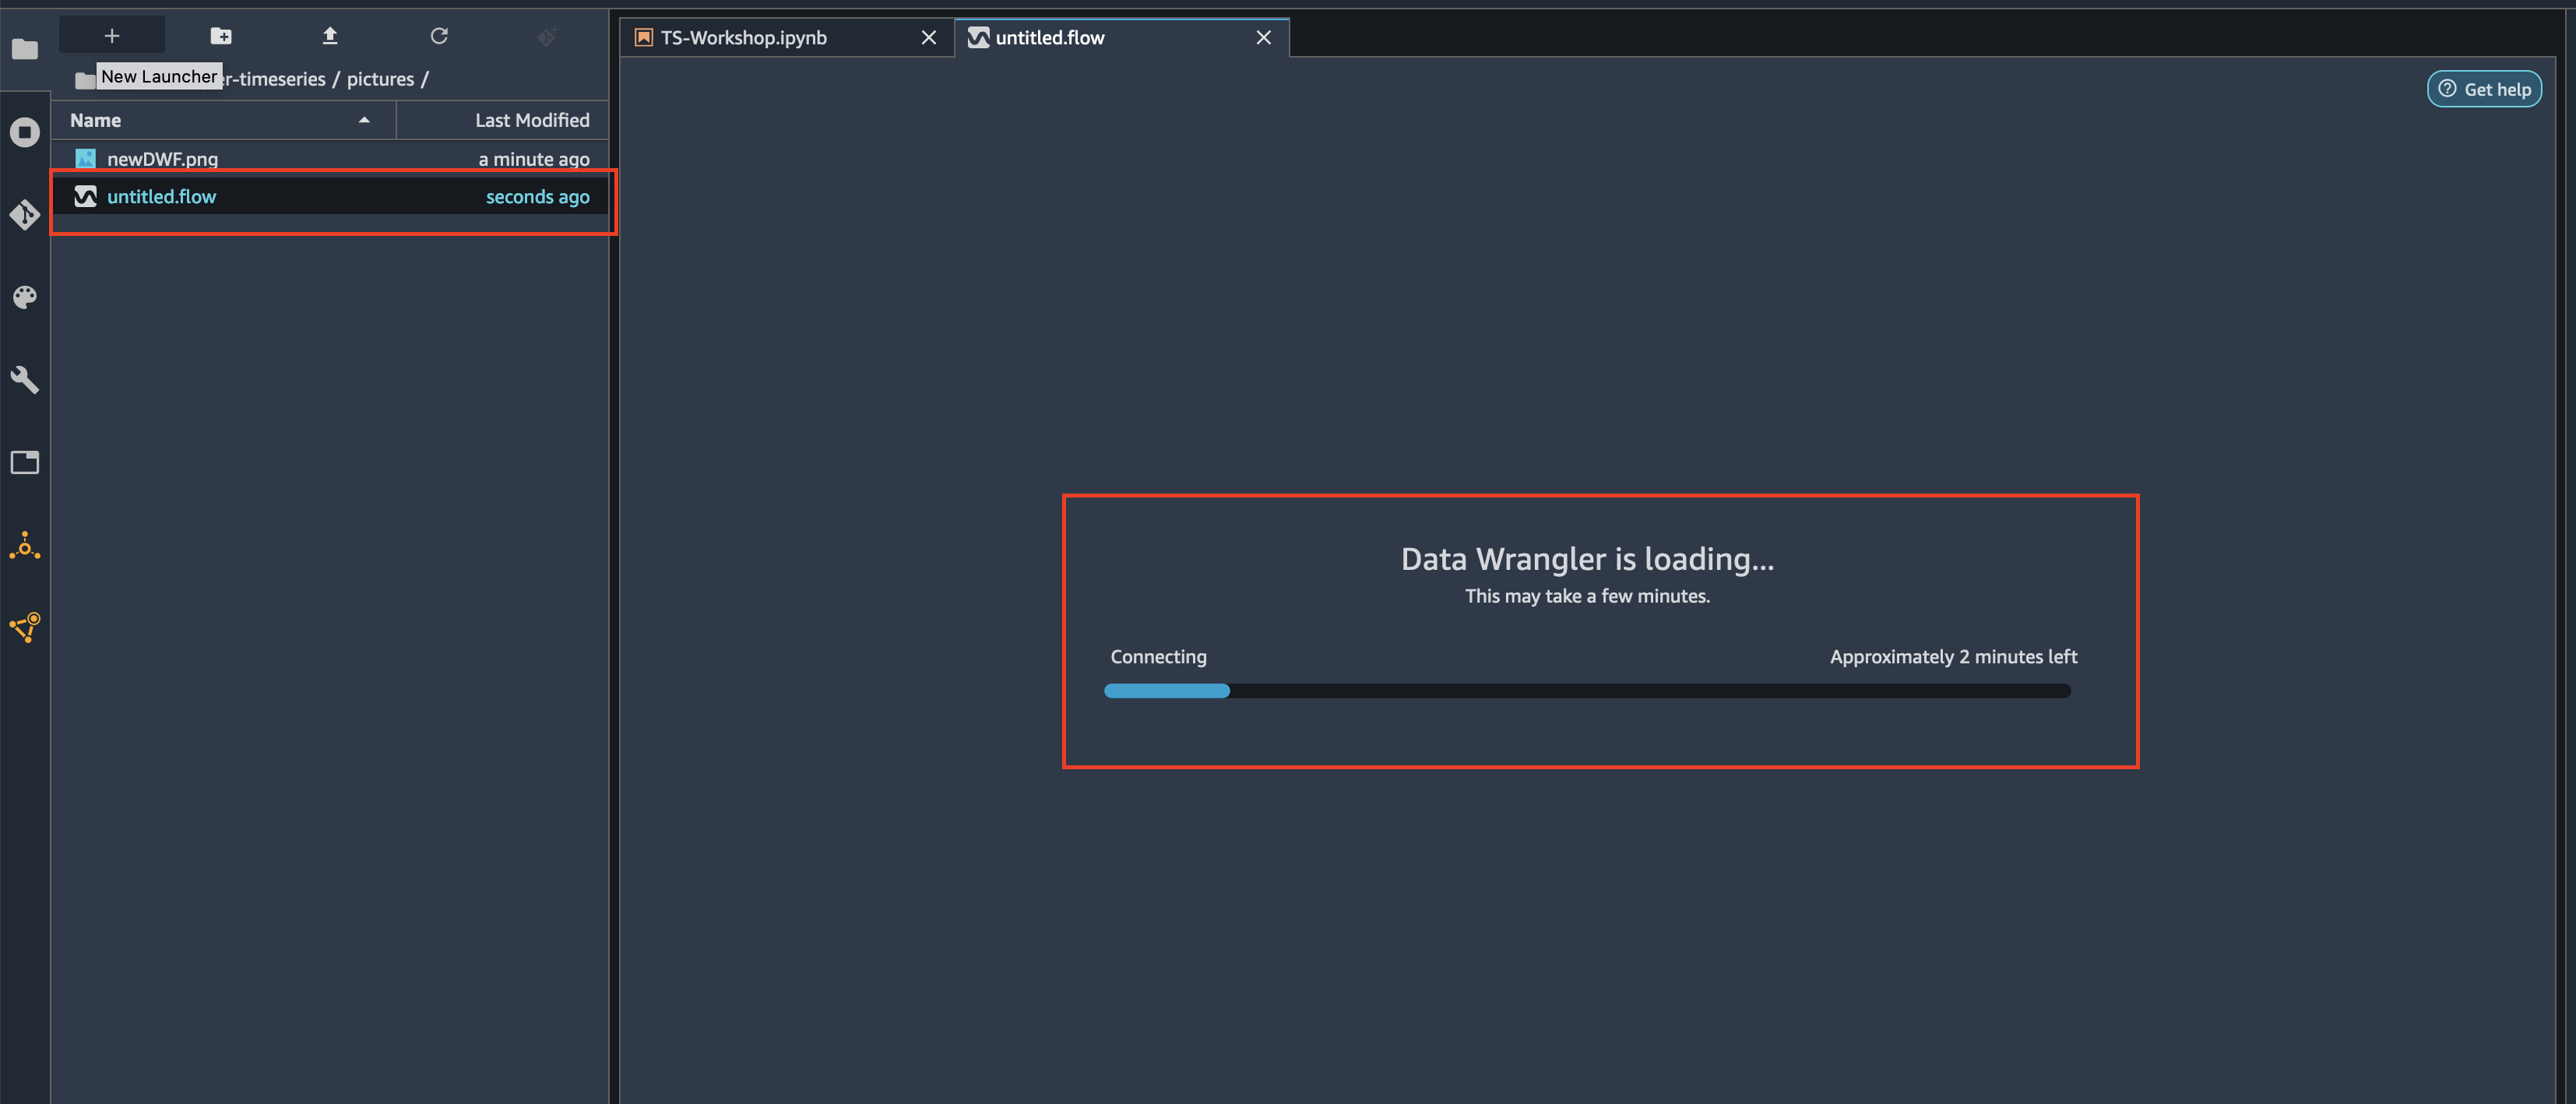 TS-Workshop.ipynb
untitled.flow
New Launcher
r-timeseries / pictures /
Get help
Name
Last Modified
newDWF.png
a minute ago
untitled.flow
seconds ago
Data Wrangler is loading...
This may take a few minutes.
Connecting
Approximately 2 minutes left